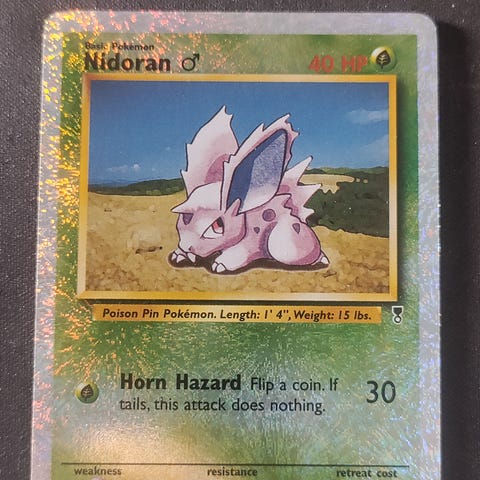 Basic Pokémon
Nidoran ♂ 40 HP
Poison Pin Pokémon. Length: 1' 4", Weight: 15 lbs.
Horn Hazard Flip a coin. If
tails, this attack does nothing.
30
weakness resistance retreat cost